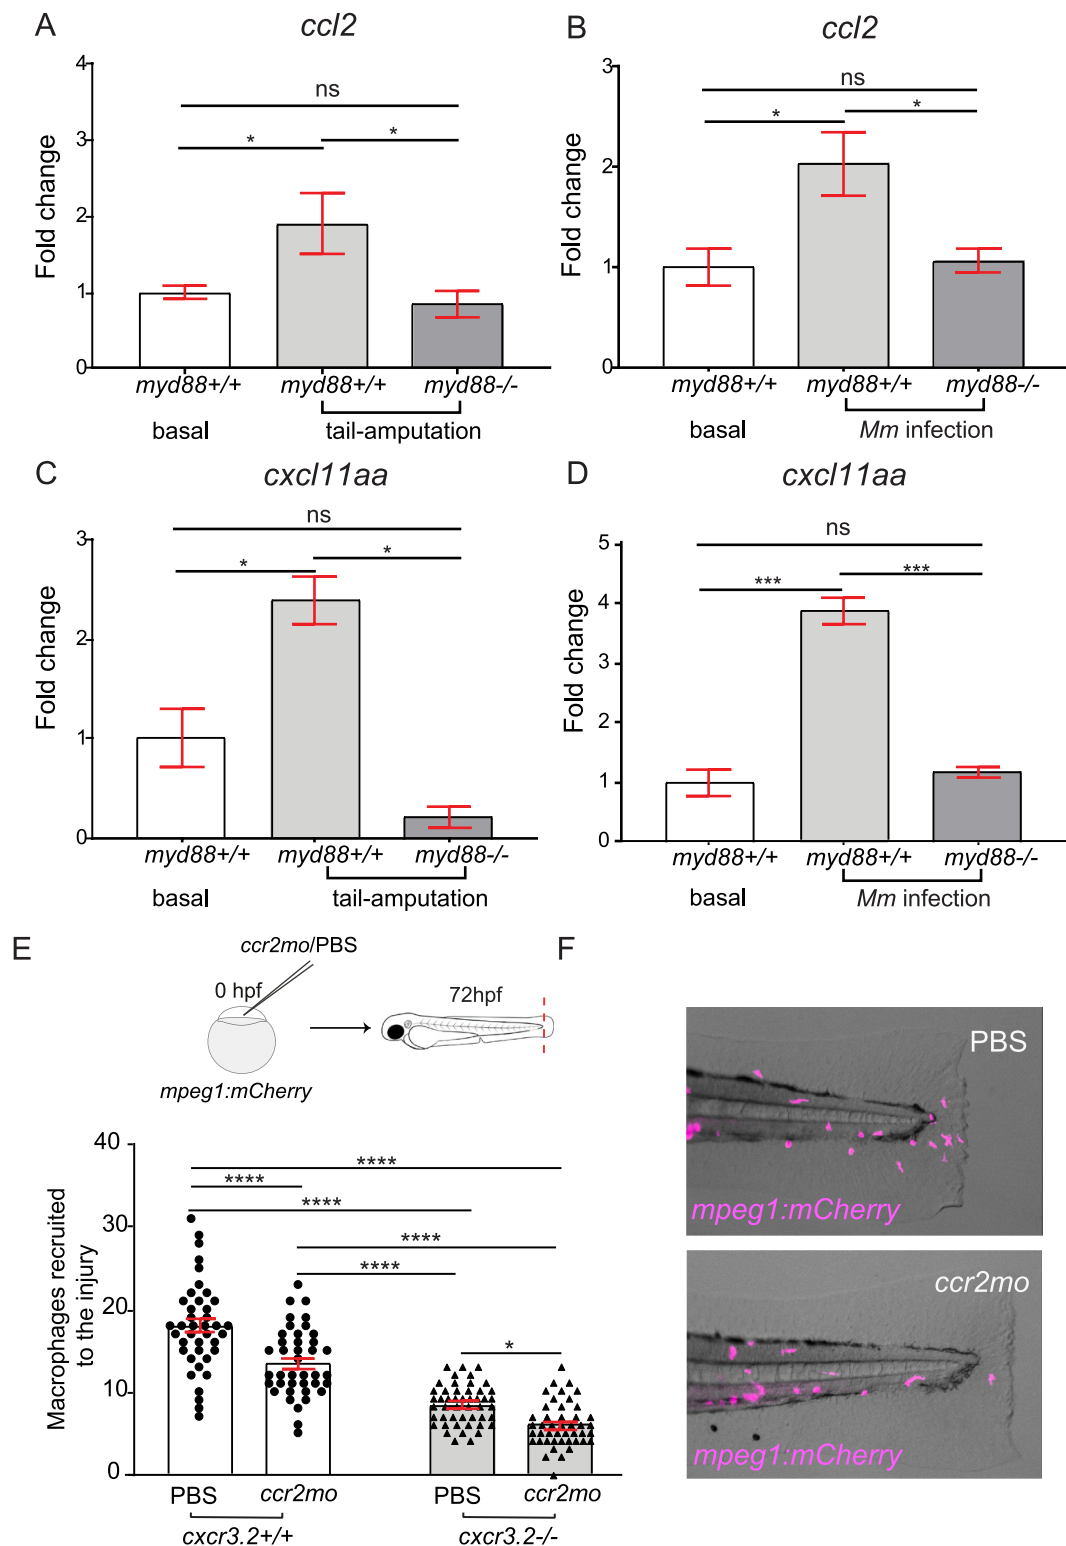 A
ccl2
Fold change
4
3
2
1
0
ns
*
*
myd88+/+
myd88+/+
myd88-/-
basal
tail-amputation
B
ccl2
Fold change
3
2
1
0
ns
*
*
myd88+/+
myd88+/+
myd88-/-
basal
Mm infection
C
cxcl11aa
Fold change
3
2
1
0
ns
*
*
myd88+/+
myd88+/+
myd88-/-
basal
tail-amputation
D
cxcl11aa
Fold change
5
4
3
2
1
0
ns
***
***
myd88+/+
myd88+/+
myd88-/-
basal
Mm infection
E
ccr2mo/PBS
0 hpf
72hpf
mpeg1:mCherry
Macrophages recruited
to the injury
40
30
20
10
0
****
****
****
****
****
*
PBS
ccr2mo
PBS
ccr2mo
cxcr3.2+/+
cxcr3.2-/-
F
PBS
mpeg1:mCherry
ccr2mo
mpeg1:mCherry